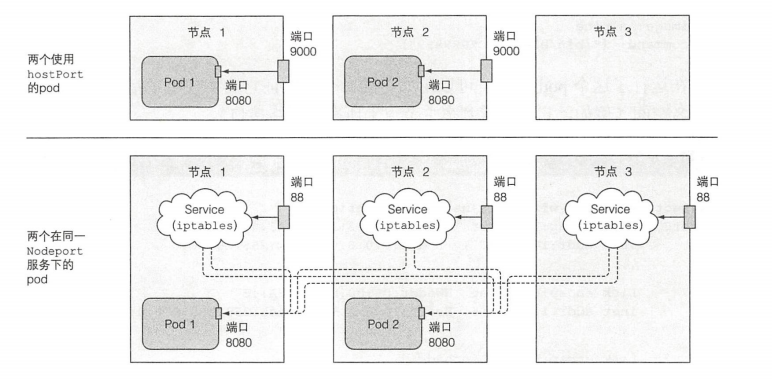 两个使用
hostPort
的pod
节点 1
端口
9000
Pod 1
端口
8080
节点 2
端口
9000
Pod 2
端口
8080
节点 3
两个在同一
Nodeport
服务下的
pod
节点 1
端口
88
Service
(iptables)
Pod 1
端口
8080
节点 2
端口
88
Service
(iptables)
Pod 2
端口
8080
节点 3
端口
88
Service
(iptables)